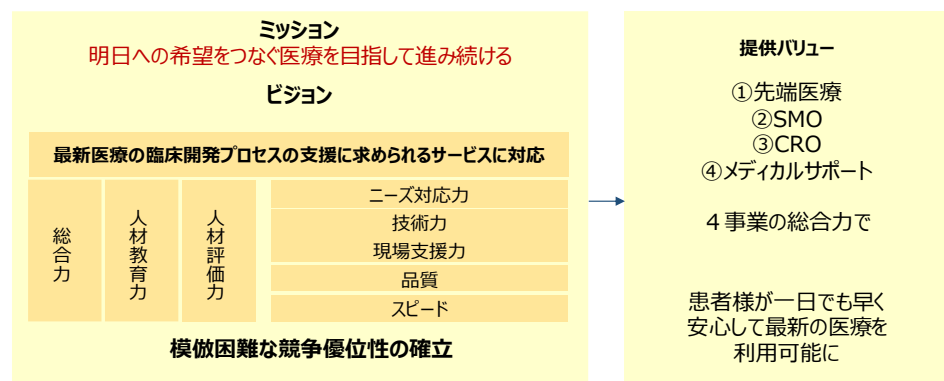 ミッション
明日への希望をつなぐ医療を目指して進み続ける
ビジョン
最新医療の臨床開発プロセスの支援に求められるサービスに対応
総合力
人材教育力
人材評価力
ニーズ対応力
技術力
現場支援力
品質
スピード
模倣困難な競争優位性の確立
提供バリュー
①先端医療
②SMO
③CRO
④メディカルサポート
４事業の総合力で
患者様が一日でも早く
安心して最新の医療を
利用可能に